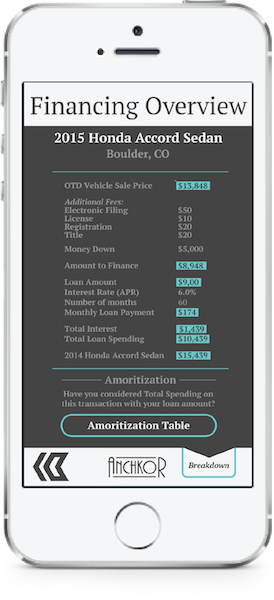 Financing Overview
2015 Honda Accord Sedan
Boulder, CO
OTD Vehicle Sale Price $13,848
Additional Fees:
Electronic Filing $50
License $10
Registration $20
Title $20
Money Down $5,000
Amount to Finance $8,948
Loan Amount $9,00
Interest Rate (APR) 6.0%
Number of months 60
Monthly Loan Payment $174
Total Interest $1,439
Total Loan Spending $10,439
2014 Honda Accord Sedan $15,439
Amoritization
Have you considered Total Spending on
this transaction with your loan amount?
Amoritization Table
ANCHKOR Breakdown